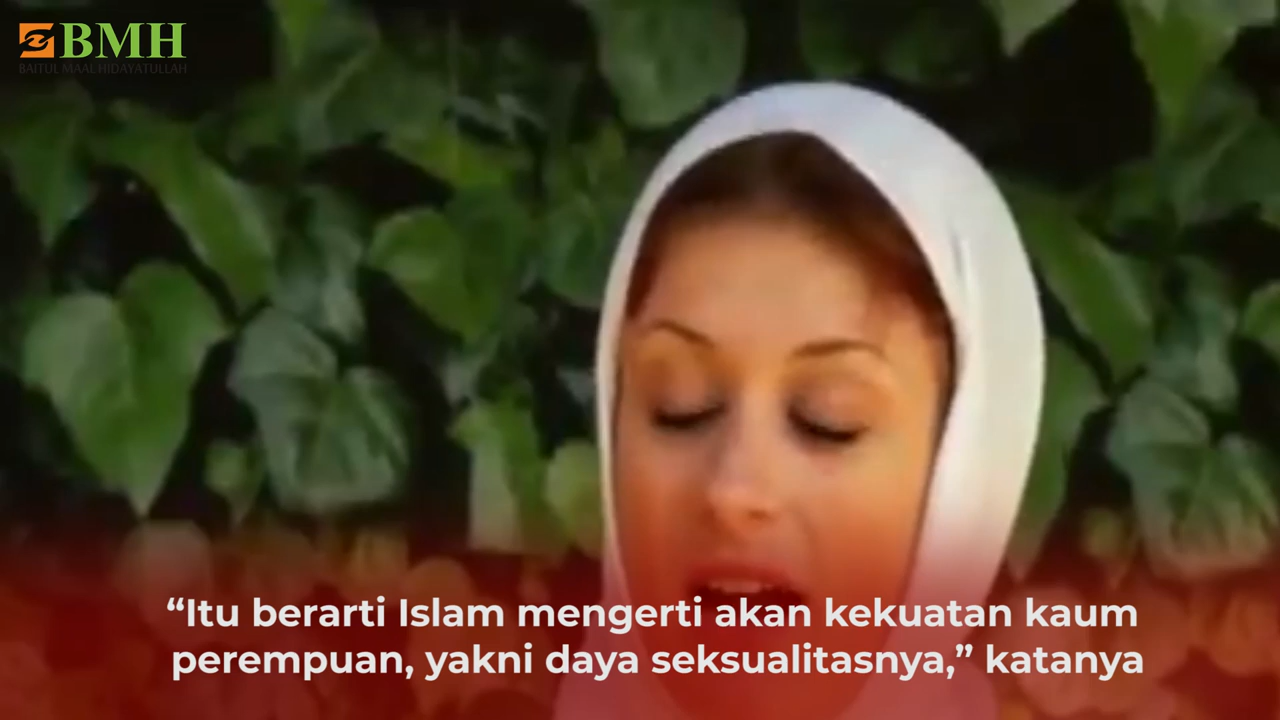 BMH
BAITUL MAAL HIDAYATULLAH
“Itu berarti Islam mengerti akan kekuatan kaum
perempuan, yakni daya seksualitasnya,” katanya